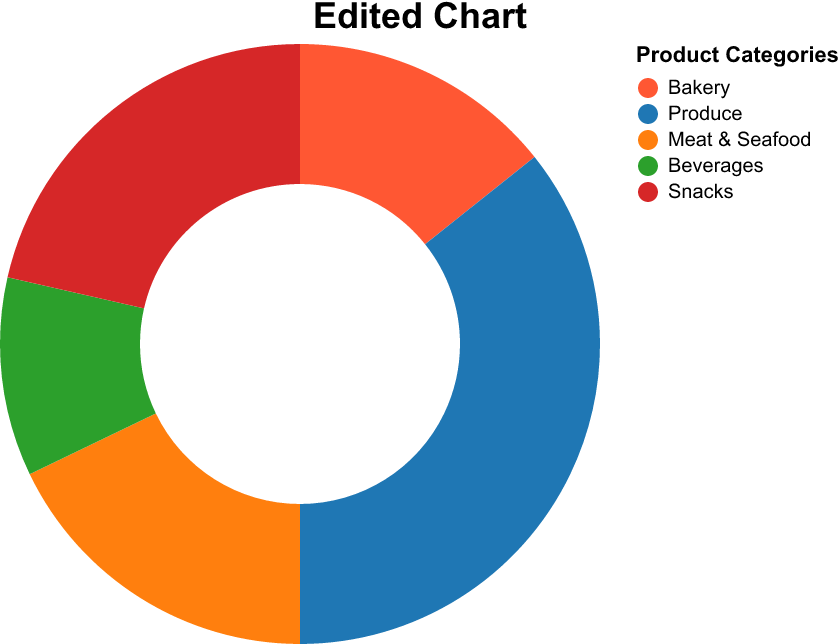 Edited Chart
Product Categories
Bakery
Produce
Meat & Seafood
Beverages
Snacks